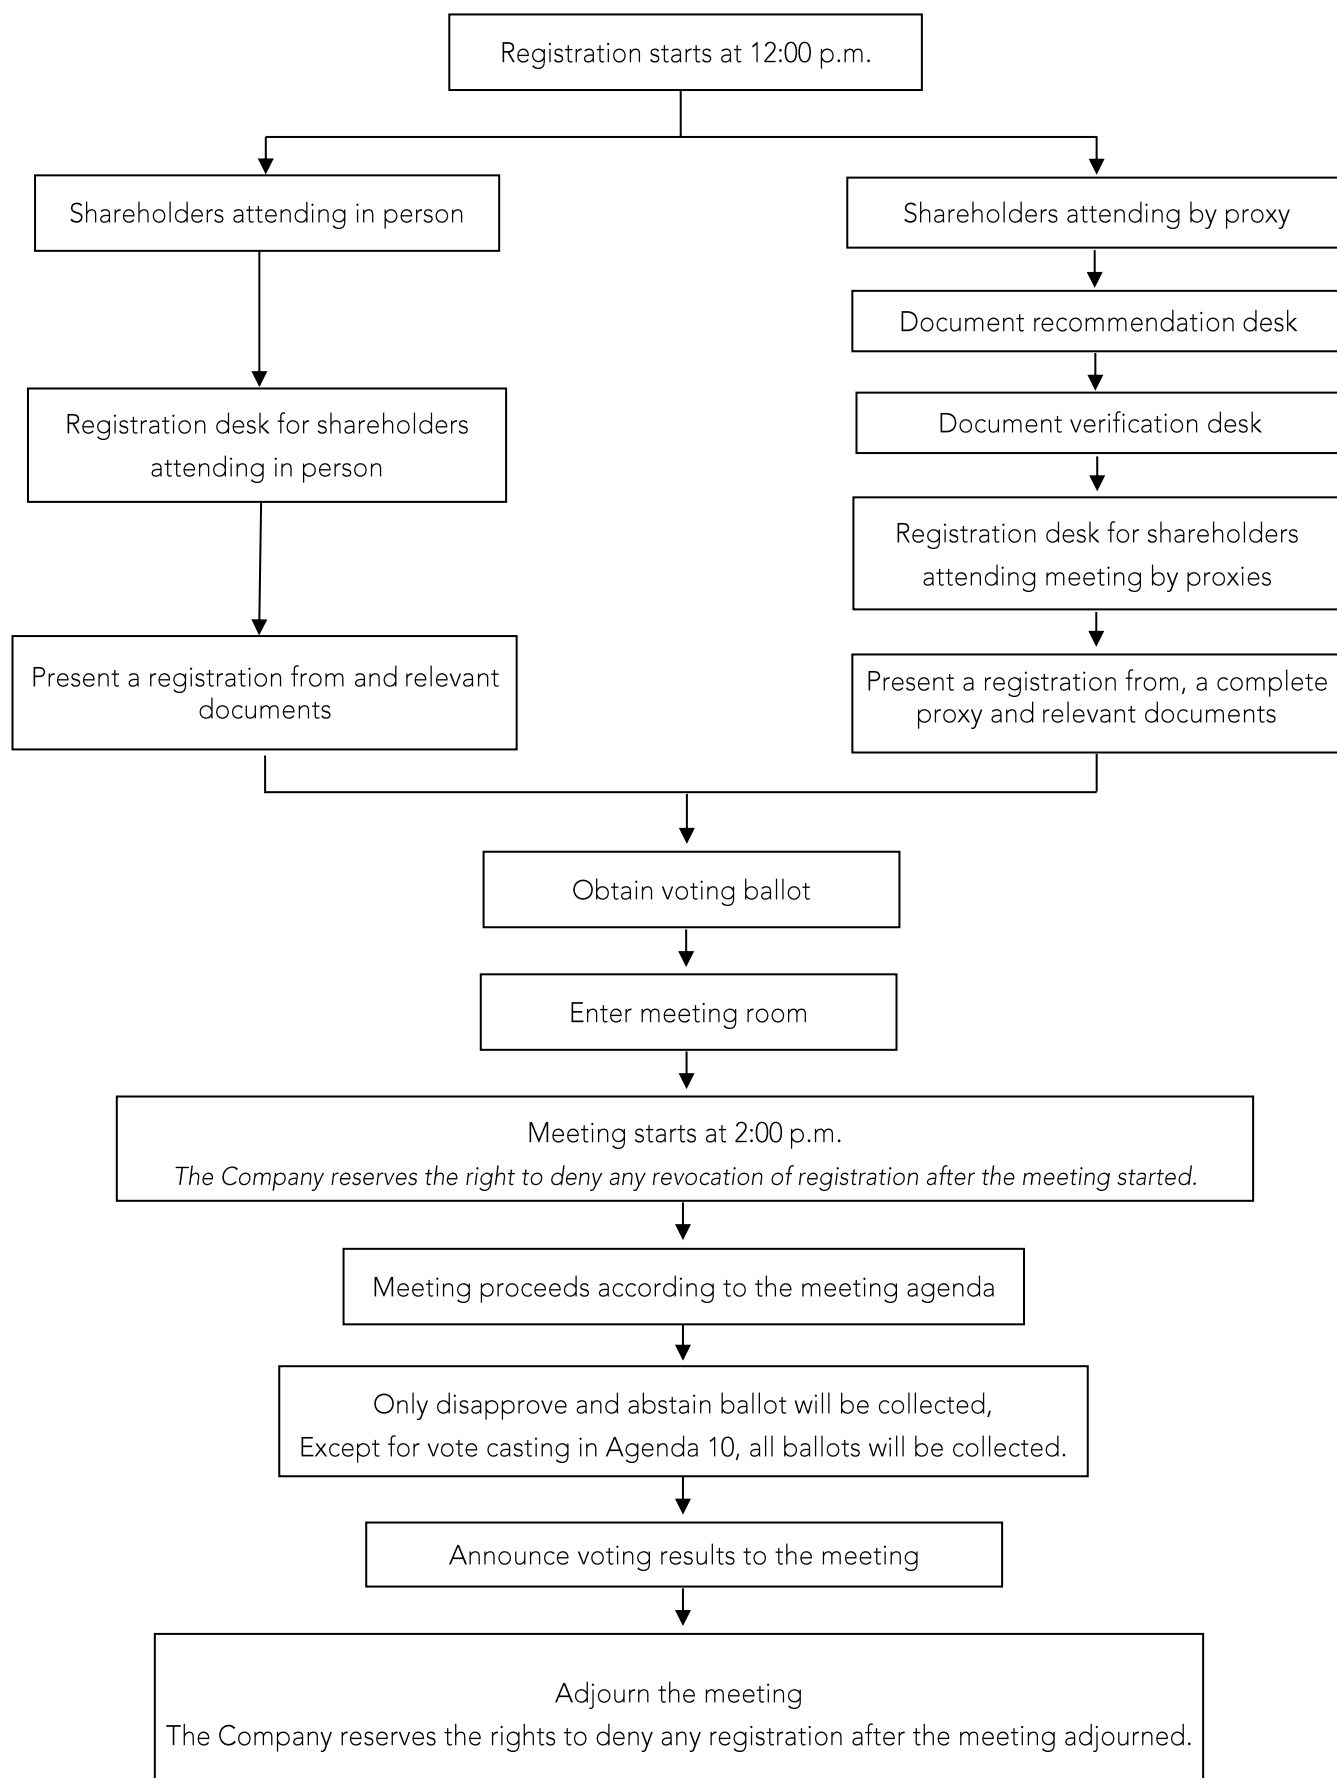 Registration starts at 12:00 p.m.
Shareholders attending in person
Registration desk for shareholders
attending in person
Present a registration from and relevant
documents
Shareholders attending by proxy
Document recommendation desk
Document verification desk
Registration desk for shareholders
attending meeting by proxies
Present a registration from, a complete
proxy and relevant documents
Obtain voting ballot
Enter meeting room
Meeting starts at 2:00 p.m.
The Company reserves the right to deny any revocation of registration after the meeting started.
Meeting proceeds according to the meeting agenda
Only disapprove and abstain ballot will be collected,
Except for vote casting in Agenda 10, all ballots will be collected.
Announce voting results to the meeting
Adjourn the meeting
The Company reserves the rights to deny any registration after the meeting adjourned.